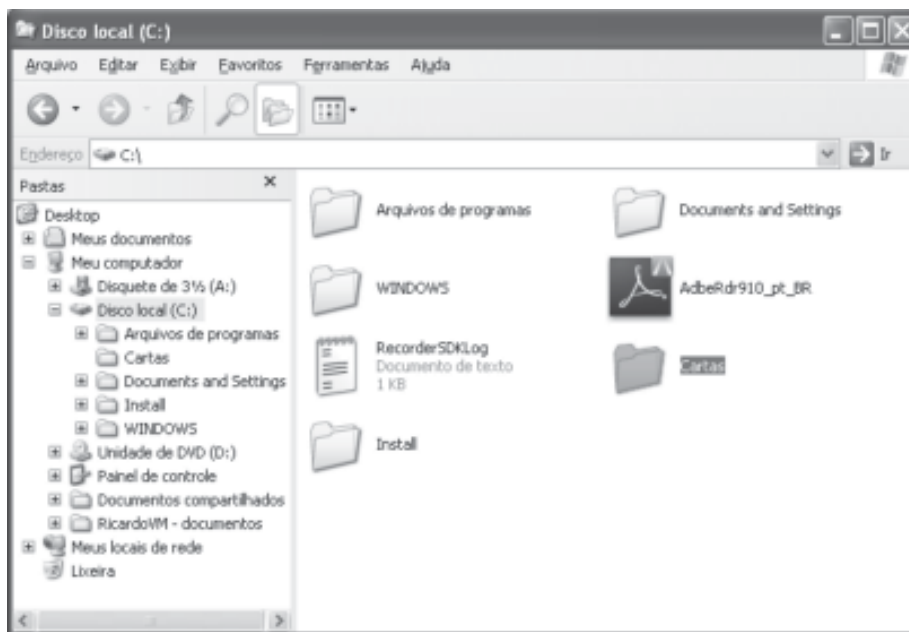 Disco local (C:)
Arquivo Editar Exibir Favoritos Ferramentas Ajuda
Endereço C:\ Ir
Pastas
Desktop
Meus documentos
Meu computador
Disquete de 3½ (A:)
Disco local (C:)
Arquivos de programas
Cartas
Documents and Settings
Install
WINDOWS
Unidade de DVD (D:)
Painel de controle
Documentos compartilhados
RicardoVM - documentos
Meus locais de rede
Lixeira
Arquivos de programas
Documents and Settings
WINDOWS
AdbeRdr910_pt_BR
RecorderSDKLog
Documento de texto
1 KB
Cartas
Install